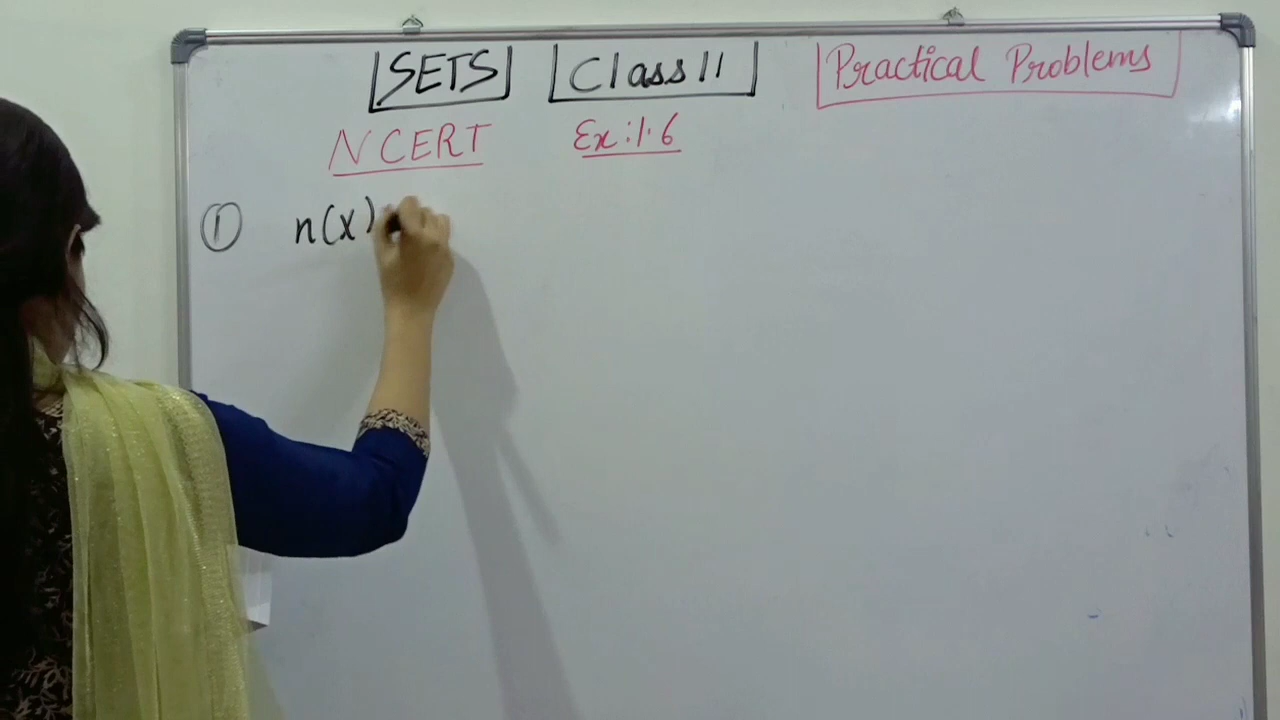 SETS Class 11 Practical Problems
NCERT Ex:1.6
① n(x)